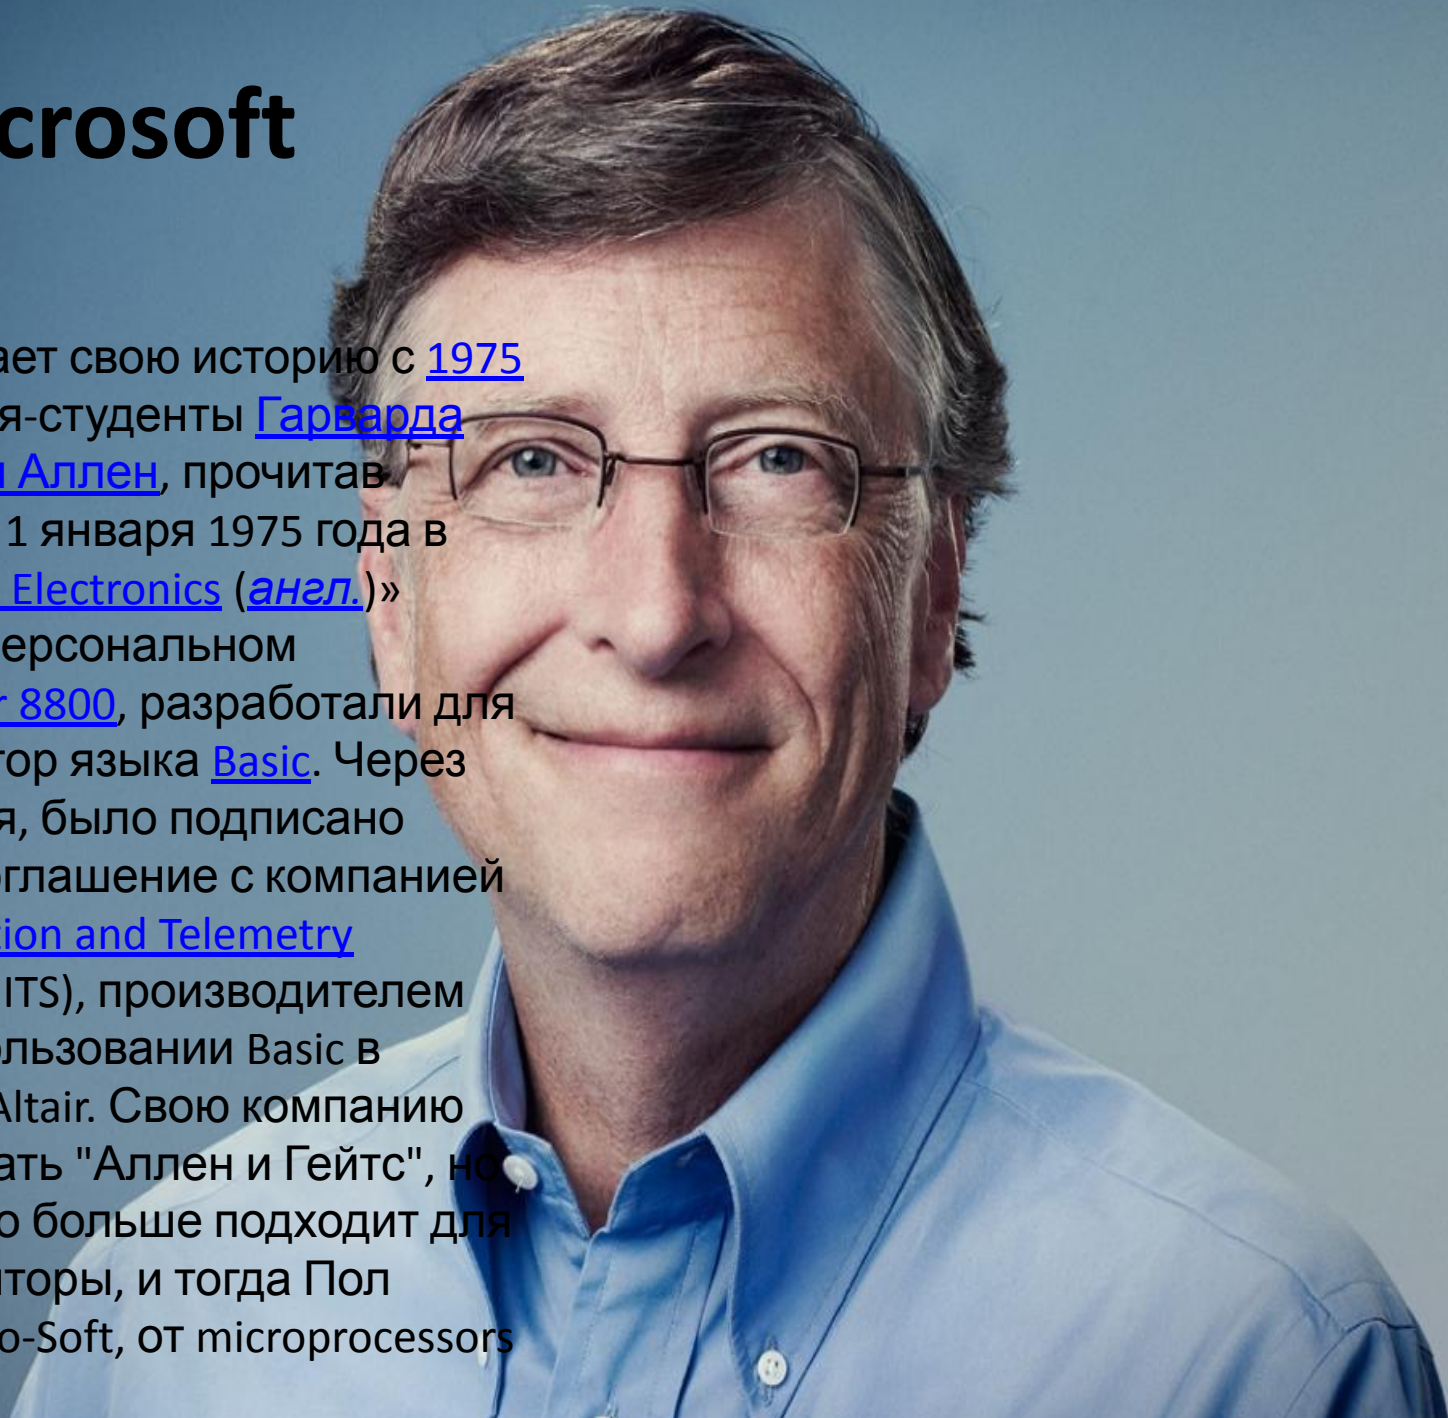 crosoft
ает свою историю с 1975
я-студенты Гарварда
и Аллен, прочитав
1 января 1975 года в
Electronics (англ.)»
ерсональном
r 8800, разработали для
тор языка Basic. Через
я, было подписано
оглашение с компанией
tion and Telemetry
ITS), производителем
ользовании Basic в
Altair. Свою компанию
ать "Аллен и Гейтс", но
о больше подходит для
торы, и тогда Пол
o-Soft, от microprocessors